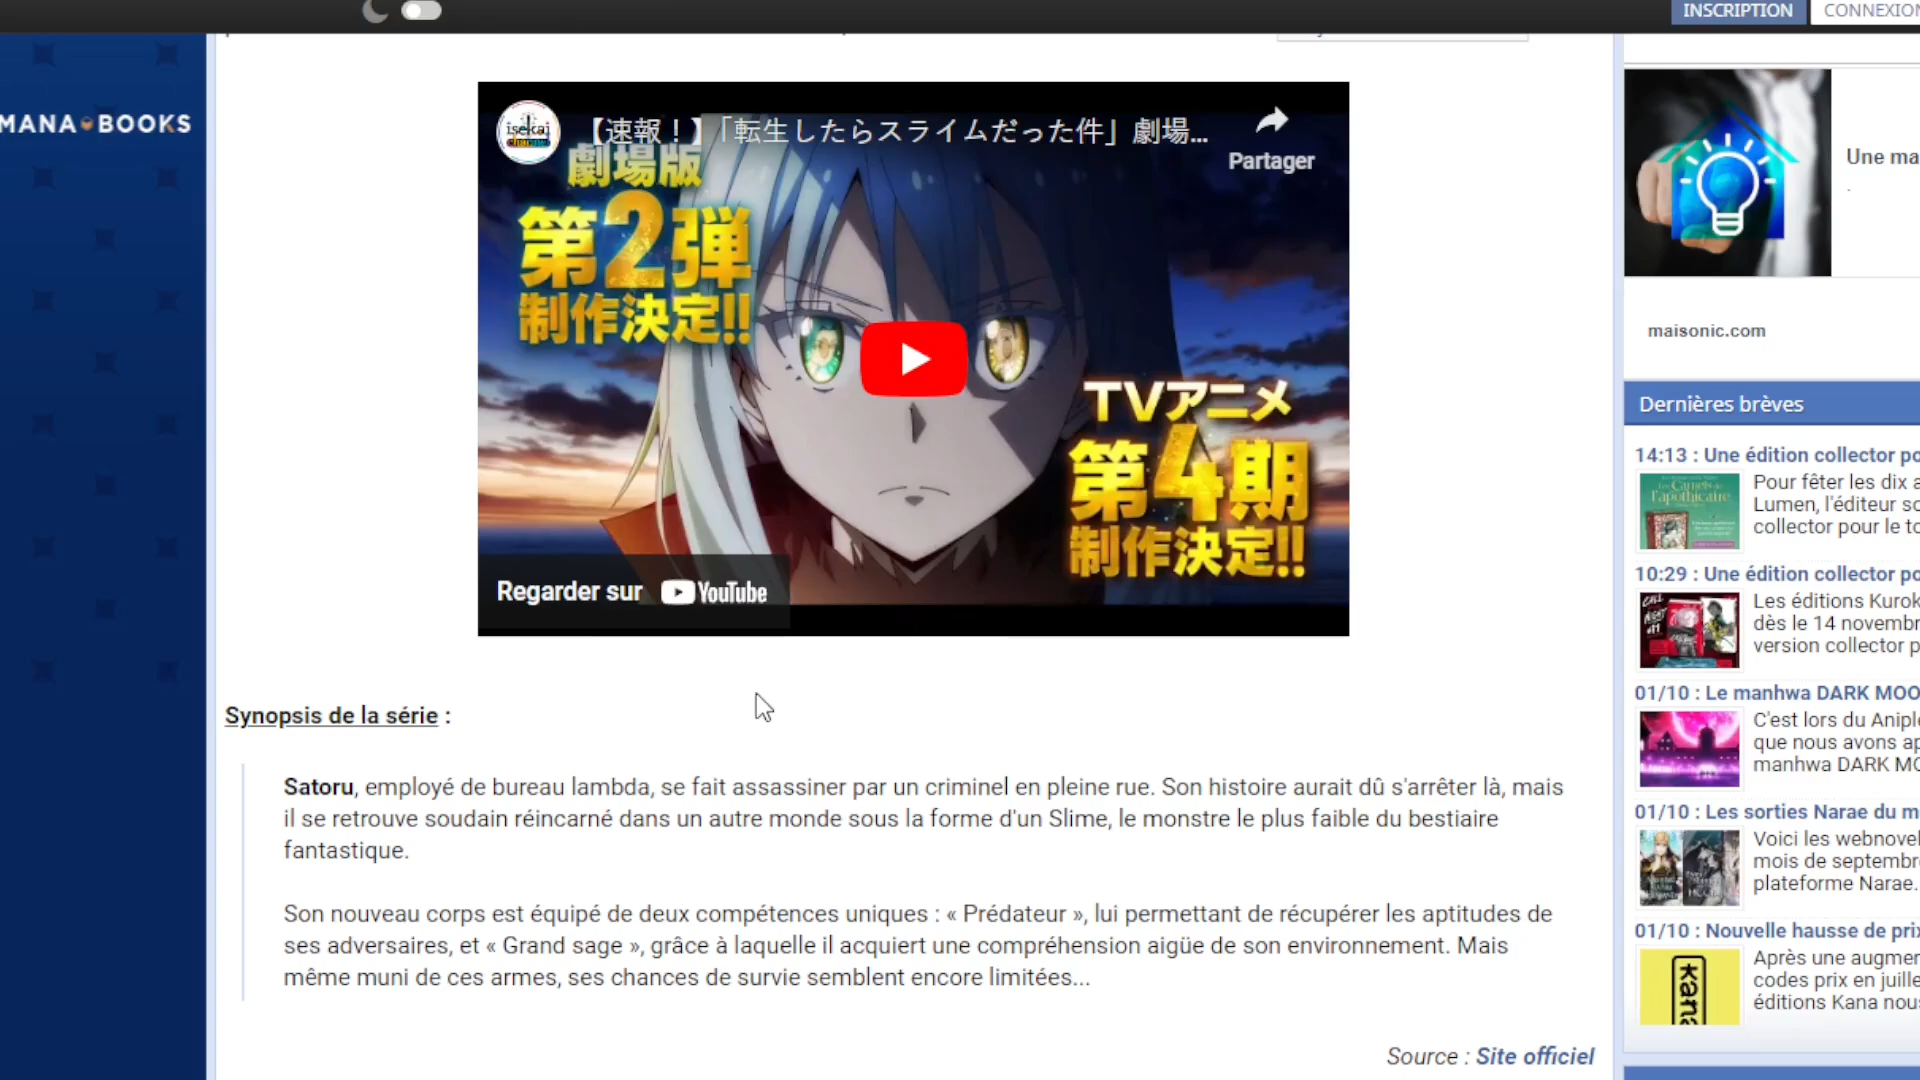 INSCRIPTION
CONNEXION
MANA BOOKS
isekai
【速報！】「転生したらスライムだった件」劇場...
Partager
劇場版
第2弾
制作決定!!
TVアニメ
第4期
制作決定!!
Regarder sur YouTube
Synopsis de la série :
Satoru, employé de bureau lambda, se fait assassiner par un criminel en pleine rue. Son histoire aurait dû s'arrêter là, mais
il se retrouve soudain réincarné dans un autre monde sous la forme d'un Slime, le monstre le plus faible du bestiaire
fantastique.
Son nouveau corps est équipé de deux compétences uniques : « Prédateur », lui permettant de récupérer les aptitudes de
ses adversaires, et « Grand sage », grâce à laquelle il acquiert une compréhension aigüe de son environnement. Mais
même muni de ces armes, ses chances de survie semblent encore limitées...
Source : Site officiel
Une ma
.
maisonic.com
Dernières brèves
14:13 : Une édition collector po
Pour fêter les dix a
Lumen, l'éditeur so
collector pour le to
Les Carnets de
l'apothicaire
10:29 : Une édition collector po
Les éditions Kurok
dès le 14 novembr
version collector p
01/10 : Le manhwa DARK MOO
C'est lors du Aniple
que nous avons ap
manhwa DARK MO
01/10 : Les sorties Narae du m
Voici les webnovel
mois de septembre
plateforme Narae.
01/10 : Nouvelle hausse de prix
Après une augmen
codes prix en juille
éditions Kana nous
kana